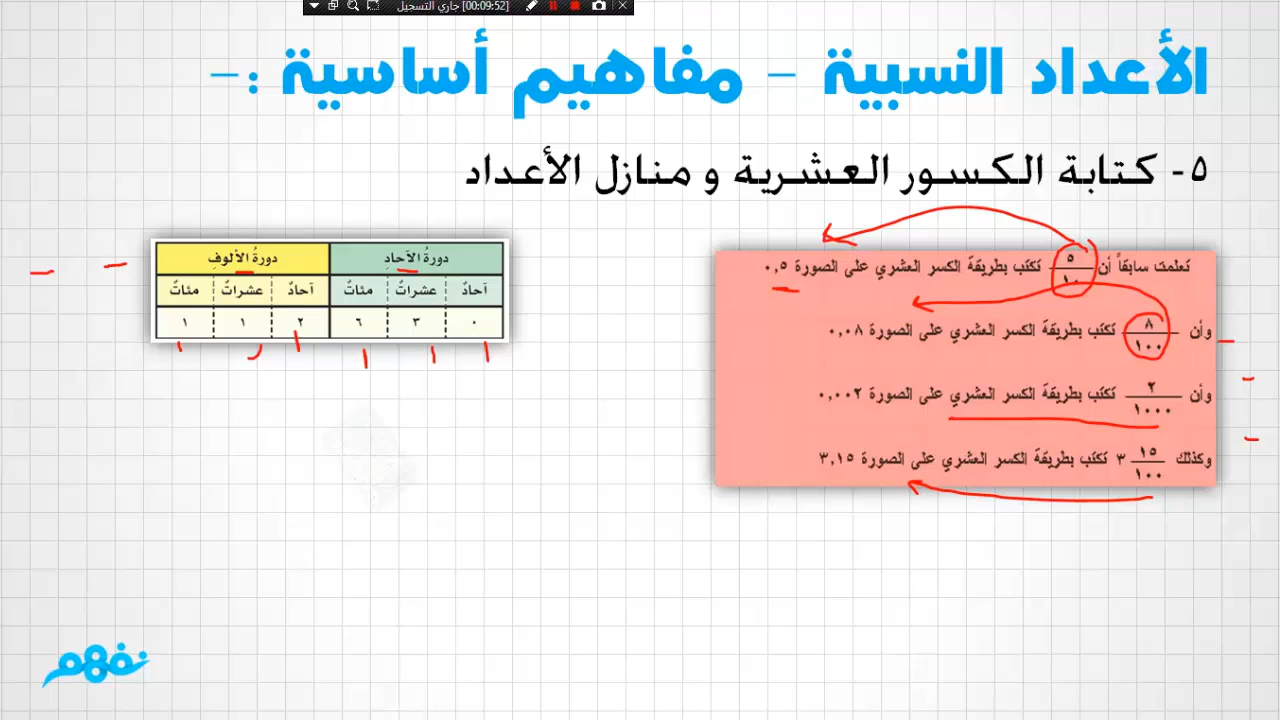 جاري التسجيل [00:09:52]
الأعداد النسبية - مفاهيم أساسية :-
٥- كتابة الكسور العشرية و منازل الأعداد
تعلمت سابقاً أن ٥/١٠ تكتب بطريقة الكسر العشري على الصورة ٠,٥
وأن ٨/١٠٠ تكتب بطريقة الكسر العشري على الصورة ٠,٠٨
وأن ٢/١٠٠٠ تكتب بطريقة الكسر العشري على الصورة ٠,٠٠٢
وكذلك ١٥/١٠٠ ٣ تكتب بطريقة الكسر العشري على الصورة ٣,١٥
دورةُ الآحادِ دورةُ الألوفِ
آحادٌ عشراتٌ مئاتٌ آحادٌ عشراتٌ مئاتٌ
٠ ٣ ٦ ٢ ١ ١
نفهم